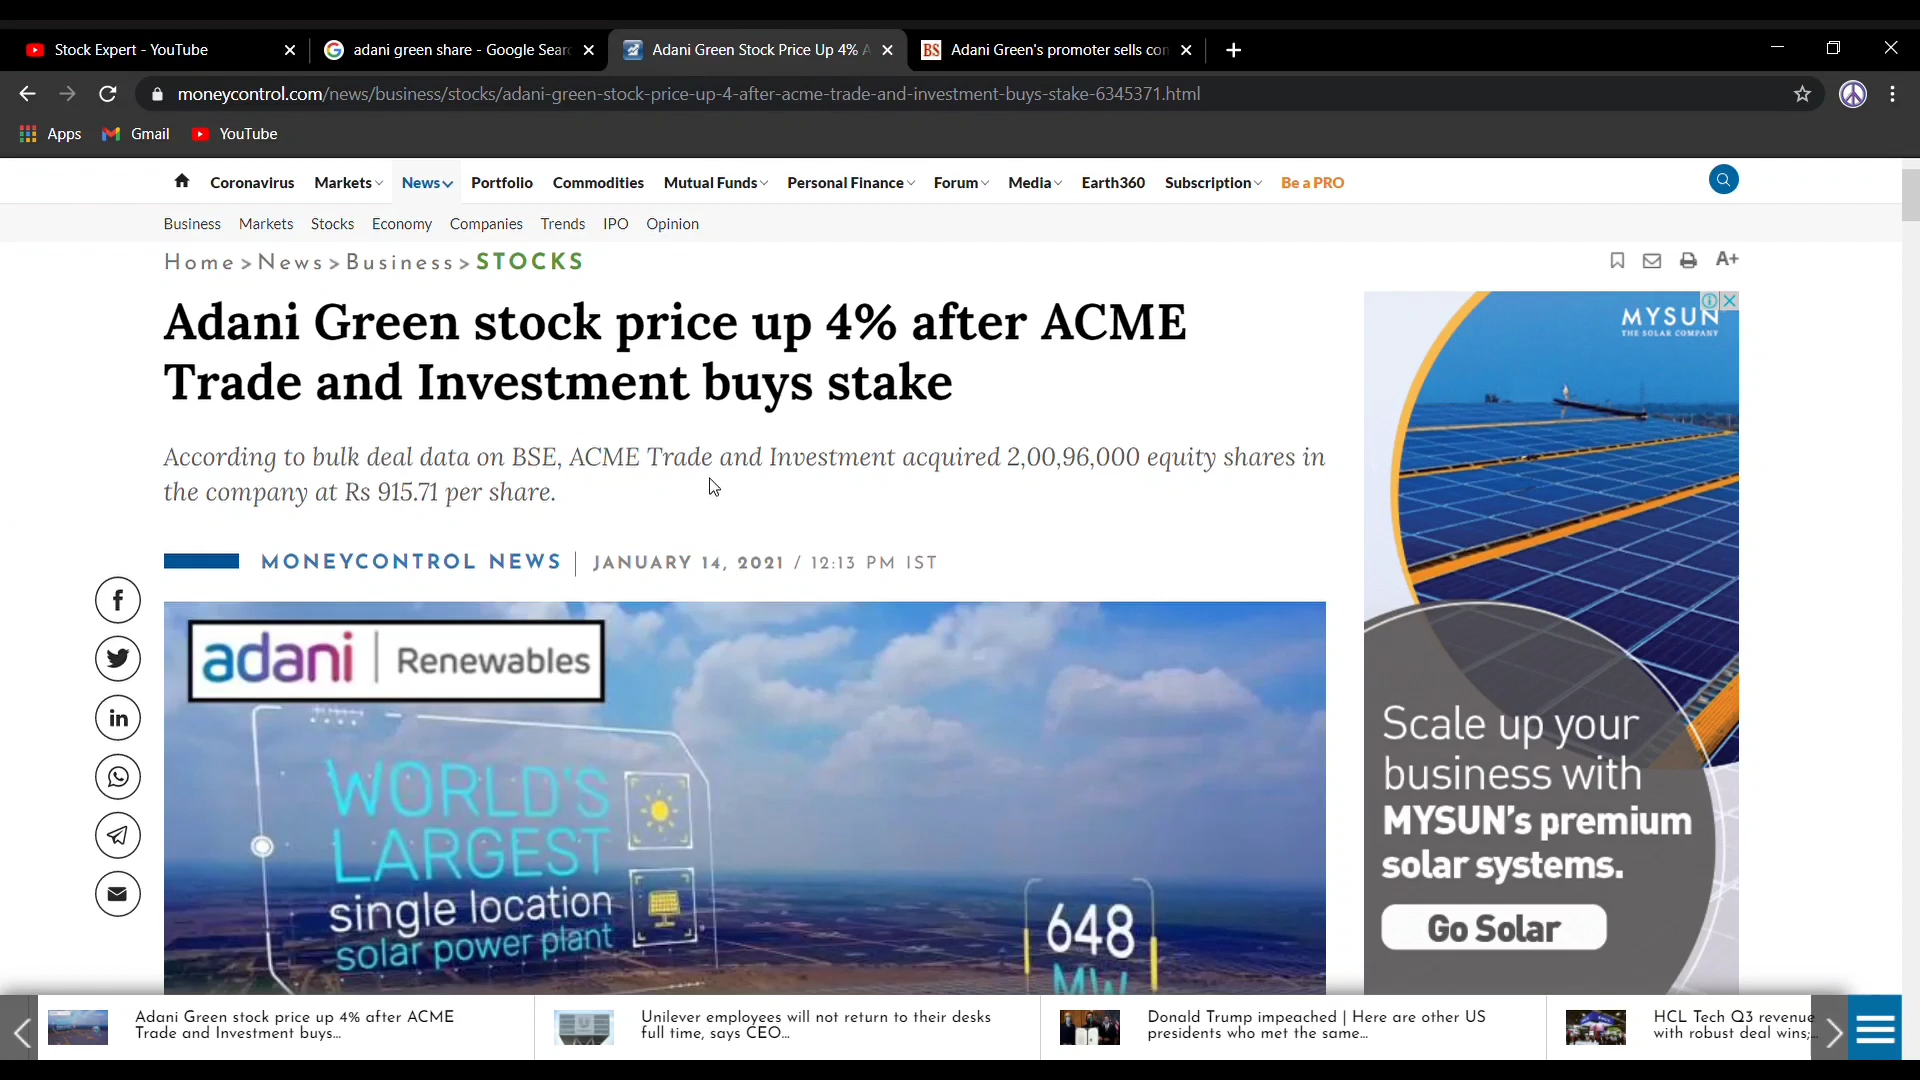 Stock Expert - YouTube
adani green share - Google Sear
Adani Green Stock Price Up 4% A
Adani Green's promoter sells con
moneycontrol.com/news/business/stocks/adani-green-stock-price-up-4-after-acme-trade-and-investment-buys-stake-6345371.html
Apps
Gmail
YouTube
Coronavirus
Markets
News
Portfolio
Commodities
Mutual Funds
Personal Finance
Forum
Media
Earth360
Subscription
Be a PRO
Business
Markets
Stocks
Economy
Companies
Trends
IPO
Opinion
Home > News > Business > STOCKS
A+
Adani Green stock price up 4% after ACME
Trade and Investment buys stake
According to bulk deal data on BSE, ACME Trade and Investment acquired 2,00,96,000 equity shares in
the company at Rs 915.71 per share.
MONEYCONTROL NEWS | JANUARY 14, 2021 / 12:13 PM IST
adani | Renewables
WORLD'S
LARGEST
single location
solar power plant
648
MW
MYSUN
THE SOLAR COMPANY
Scale up your
business with
MYSUN's premium
solar systems.
Go Solar
Adani Green stock price up 4% after ACME
Trade and Investment buys...
Unilever employees will not return to their desks
full time, says CEO...
Donald Trump impeached | Here are other US
presidents who met the same...
HCL Tech Q3 revenue
with robust deal wins;...